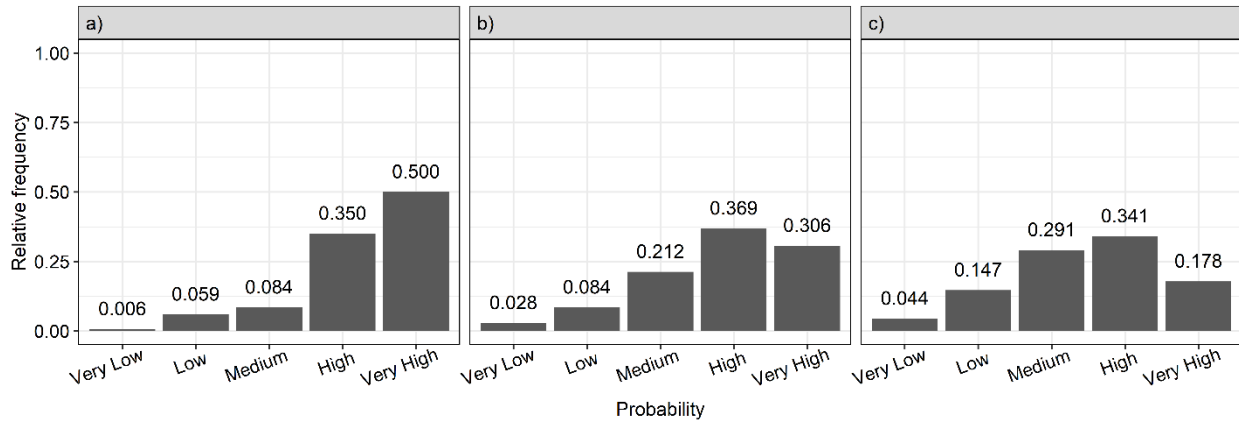 a)
b)
c)
Relative frequency
1.00
0.75
0.50
0.25
0.00
0.006
0.059
0.084
0.350
0.500
0.028
0.084
0.212
0.369
0.306
0.044
0.147
0.291
0.341
0.178
Very Low
Low
Medium
High
Very High
Very Low
Low
Medium
High
Very High
Very Low
Low
Medium
High
Very High
Probability